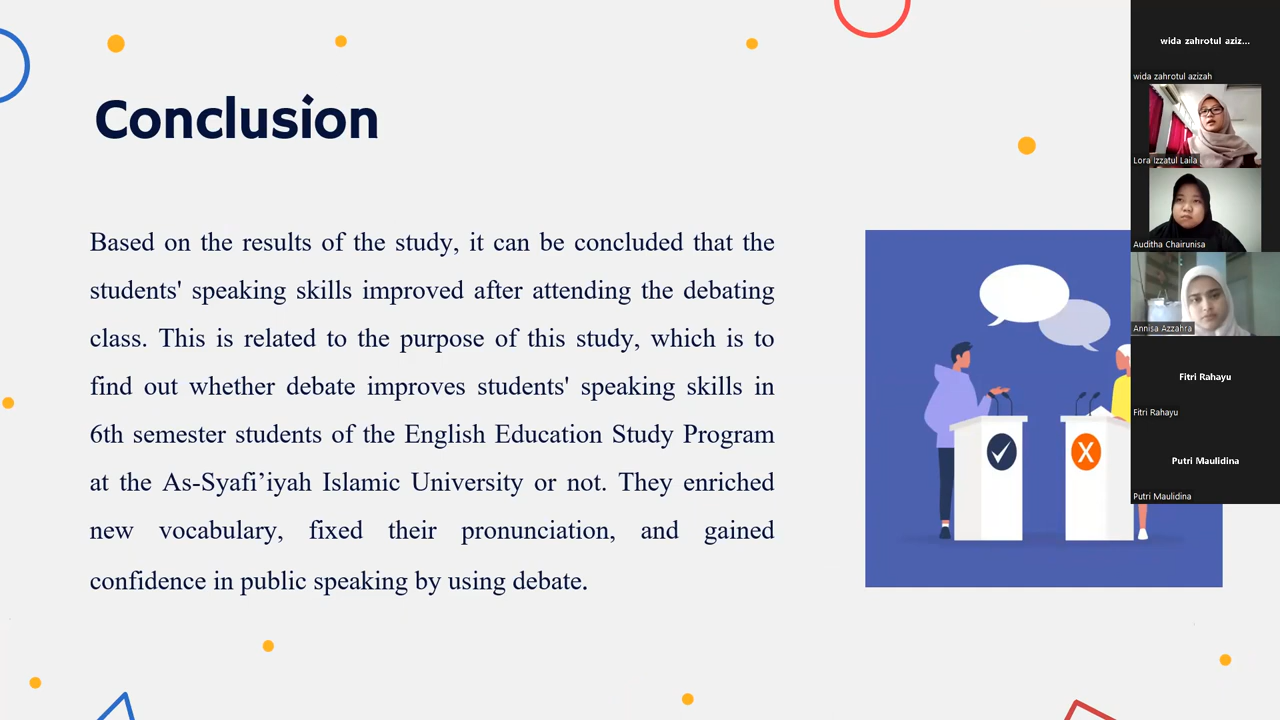 Conclusion
Based on the results of the study, it can be concluded that the
students' speaking skills improved after attending the debating
class. This is related to the purpose of this study, which is to
find out whether debate improves students' speaking skills in
6th semester students of the English Education Study Program
at the As-Syafi’iyah Islamic University or not. They enriched
new vocabulary, fixed their pronunciation, and gained
confidence in public speaking by using debate.
X
wida zahrotul aziz...
wida zahrotul azizah
Lora Izzatul Laila
Auditha Chairunisa
Annisa Azzahra
Fitri Rahayu
Fitri Rahayu
Putri Maulidina
Putri Maulidina